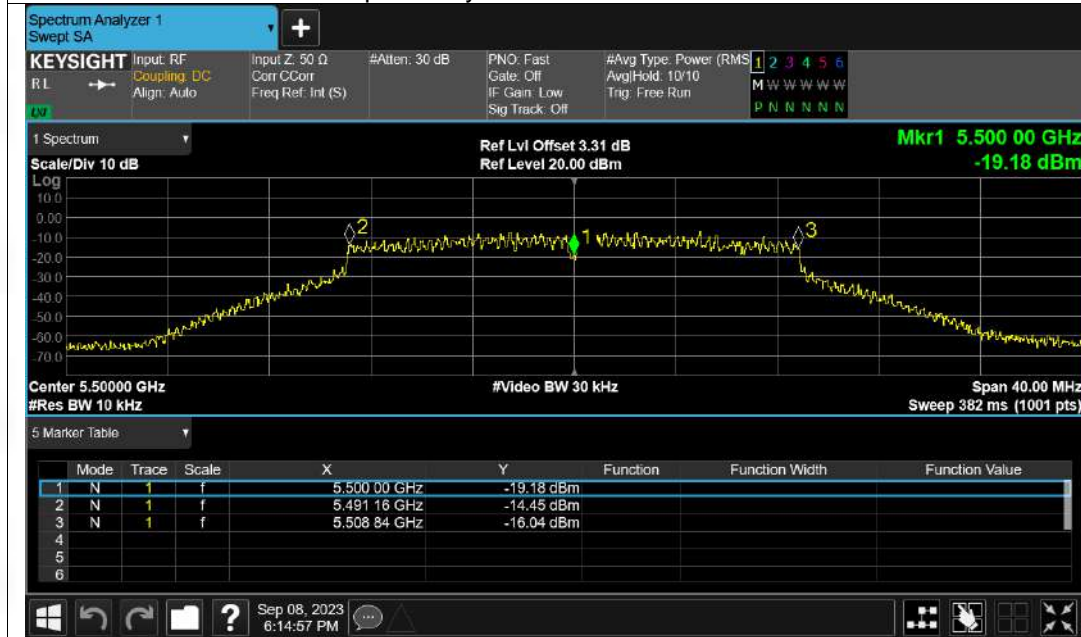 Spectrum Analyzer 1
Swept SA
KEYSIGHT Input: RF Input Z: 50 Ω #Atten: 30 dB PNO: Fast #Avg Type: Power (RMS 1 2 3 4 5 6
R L Coupling: DC Corr CCorr Gate: Off Avg|Hold: 10/10 M W W W W W
Align: Auto Freq Ref: Int (S) IF Gain: Low Trig: Free Run
LXI Sig Track: Off P N N N N N
1 Spectrum Ref Lvl Offset 3.31 dB Mkr1 5.500 00 GHz
Scale/Div 10 dB Ref Level 20.00 dBm -19.18 dBm
Log
10.0
0.00
-10.0
-20.0
-30.0
-40.0
-50.0
-60.0
-70.0
2 1 3
Center 5.50000 GHz #Video BW 30 kHz Span 40.00 MHz
#Res BW 10 kHz Sweep 382 ms (1001 pts)
5 Marker Table
Mode Trace Scale X Y Function Function Width Function Value
1 N 1 f 5.500 00 GHz -19.18 dBm
2 N 1 f 5.491 16 GHz -14.45 dBm
3 N 1 f 5.508 84 GHz -16.04 dBm
4
5
6
? Sep 08, 2023
6:14:57 PM